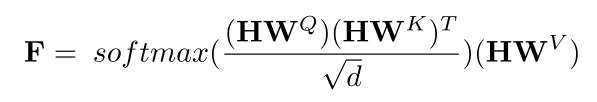 F = softmax((HW^Q)(HW^K)^T / √d)(HW^V)